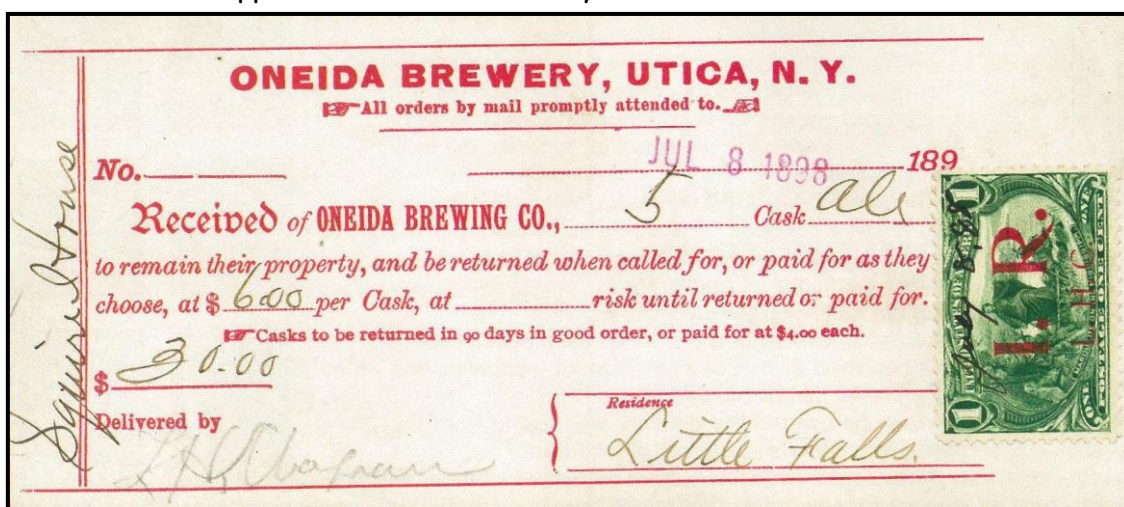 ONEIDA BREWERY, UTICA, N. Y.
All orders by mail promptly attended to.
No. JUL 8 1898 189
Received of ONEIDA BREWING CO., 5 Cask ale
to remain their property, and be returned when called for, or paid for as they
choose, at $ 6.00 per Cask, at risk until returned or paid for.
Casks to be returned in 90 days in good order, or paid for at $4.00 each.
$ 30.00
Delivered by
Residence
Little Falls.
Squires House
I. R.
L. H. C.
1 1
ONE